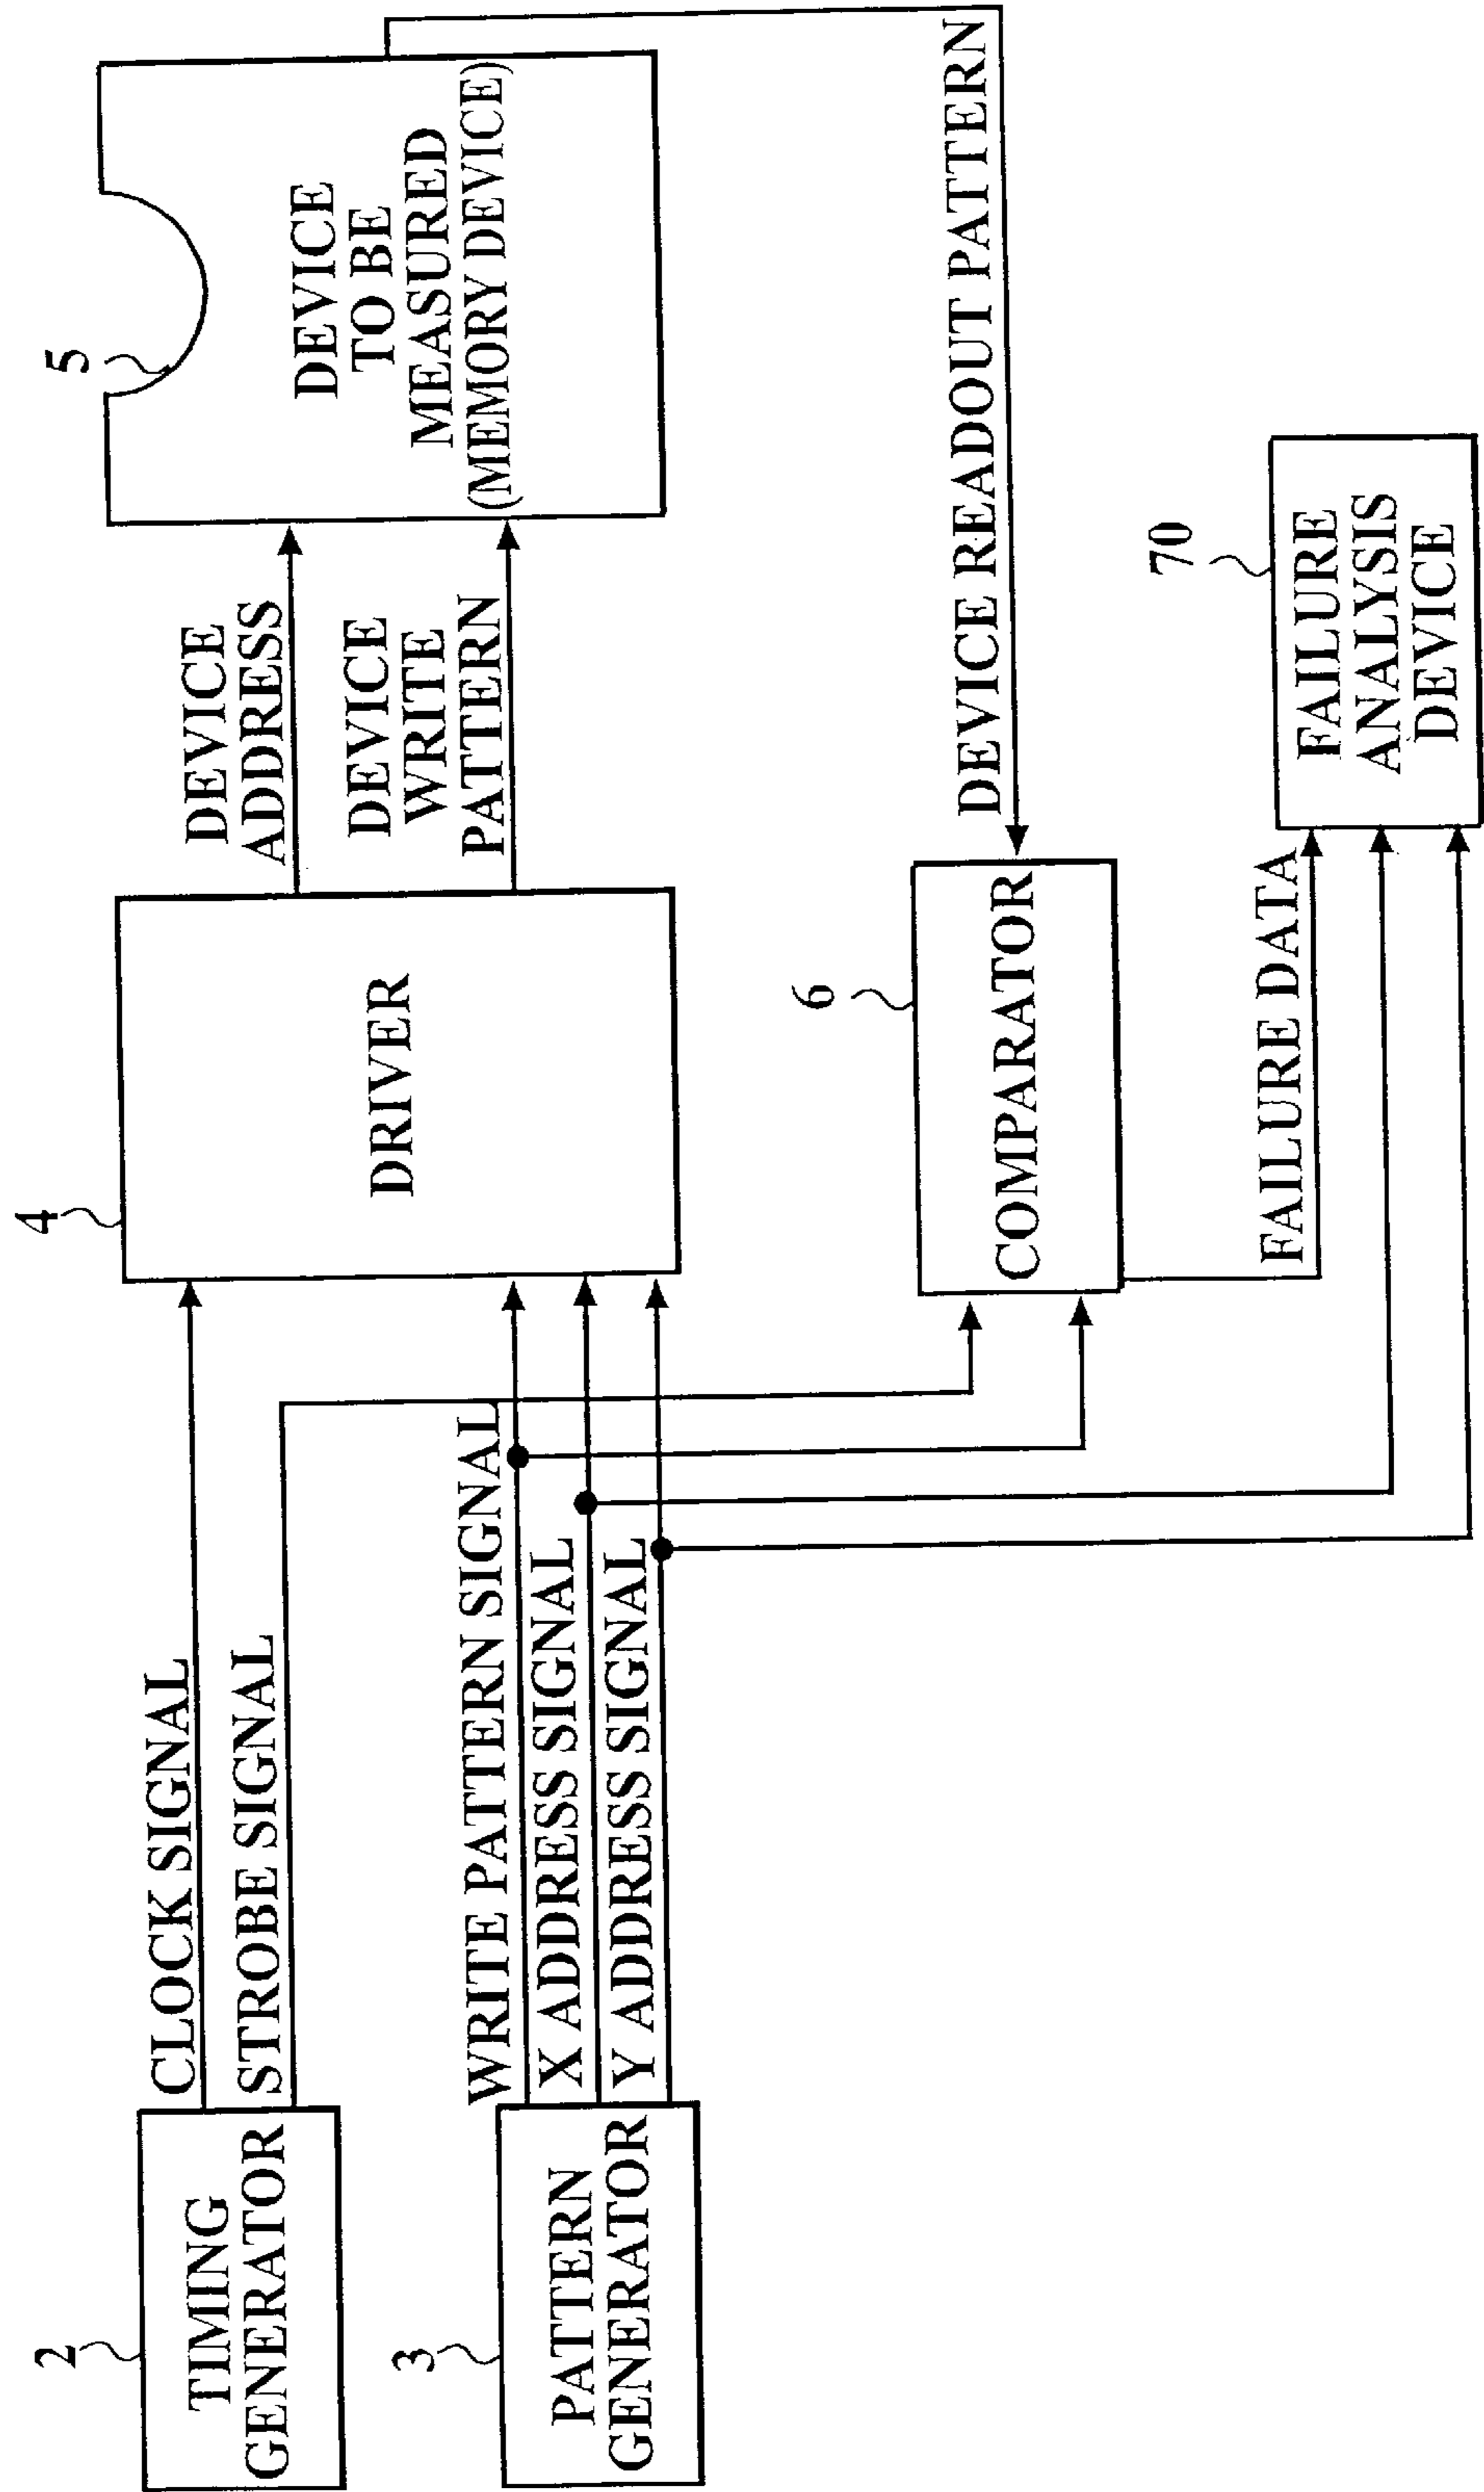 2
TIMING
GENERATOR
CLOCK SIGNAL
STROBE SIGNAL
3
PATTERN
GENERATOR
WRITE PATTERN SIGNAL
X ADDRESS SIGNAL
Y ADDRESS SIGNAL
4
DRIVER
DEVICE
ADDRESS
DEVICE
WRITE
PATTERN
5
DEVICE
TO BE
MEASURED
(MEMORY DEVICE)
DEVICE READOUT PATTERN
6
COMPARATOR
FAILURE DATA
70
FAILURE
ANALYSIS
DEVICE